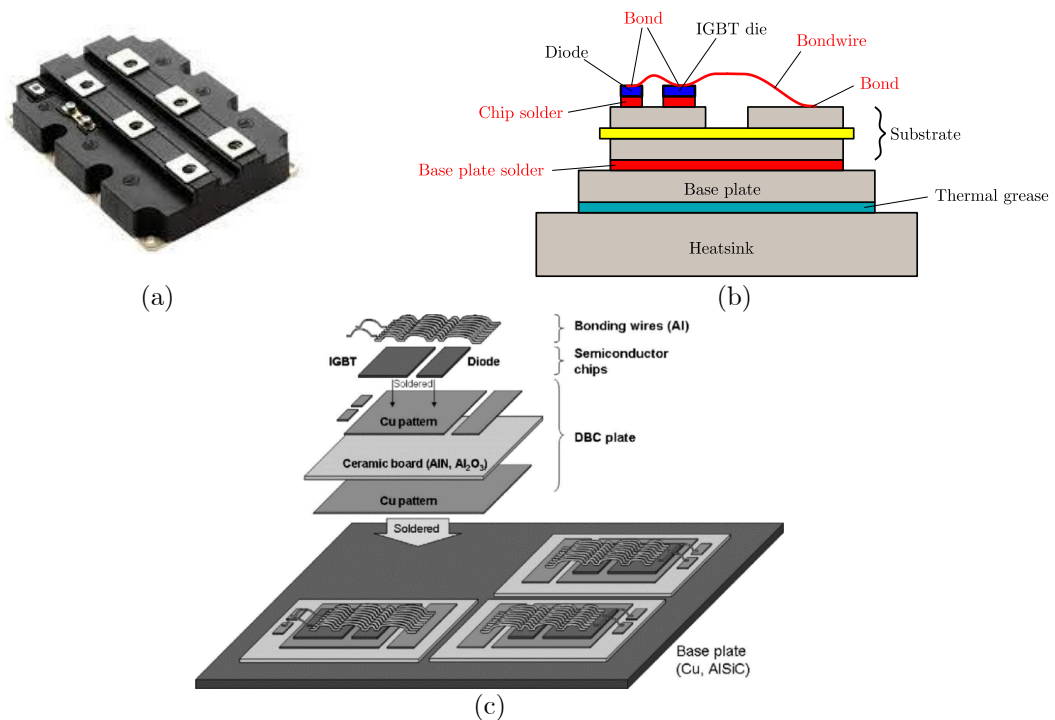 Bond
IGBT die
Diode
Bondwire
Bond
Chip solder
Substrate
Base plate solder
Base plate
Thermal grease
Heatsink
(a)
(b)
Bonding wires (Al)
IGBT
Diode
Semiconductor
chips
Soldered
Cu pattern
DBC plate
Ceramic board (AlN, Al₂O₃)
Cu pattern
Soldered
Base plate
(Cu, AlSiC)
(c)